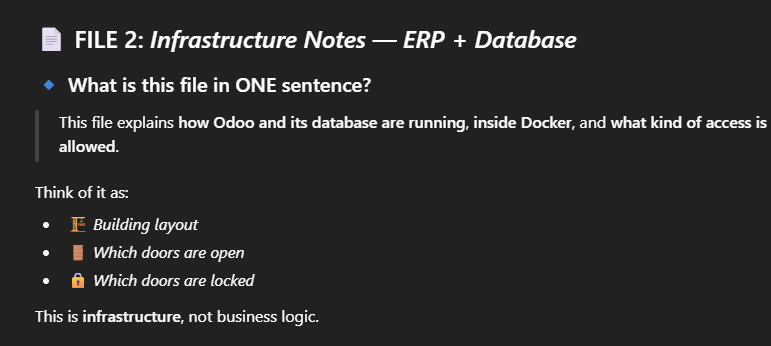 📄 FILE 2: Infrastructure Notes — ERP + Database
🔹 What is this file in ONE sentence?
This file explains how Odoo and its database are running, inside Docker, and what kind of access is
allowed.
Think of it as:
• 🏗️ Building layout
• 🚪 Which doors are open
• 🔒 Which doors are locked
This is infrastructure, not business logic.